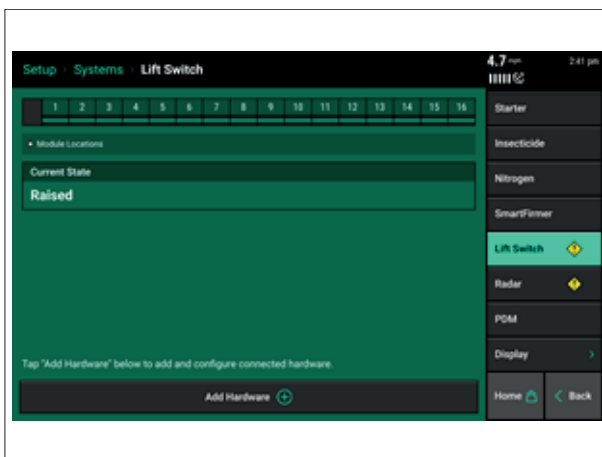 Setup Systems Lift Switch
4.7 mph 2:41 pm
1 2 3 4 5 6 7 8 9 10 11 12 13 14 15 16
• Module Locations
Current State
Raised
Tap "Add Hardware" below to add and configure connected hardware.
Add Hardware
Starter
Insecticide
Nitrogen
SmartFirmer
Lift Switch
Radar
PDM
Display >
Home < Back